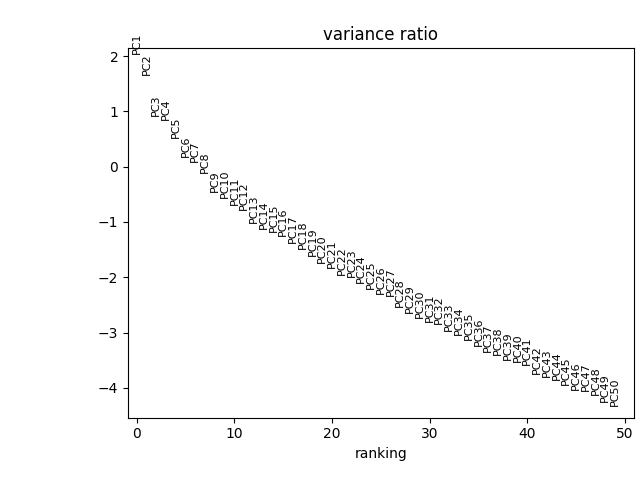 variance ratio
2
1
0
−1
−2
−3
−4
PC1
PC2
PC3
PC4
PC5
PC6
PC7
PC8
PC9
PC10
PC11
PC12
PC13
PC14
PC15
PC16
PC17
PC18
PC19
PC20
PC21
PC22
PC23
PC24
PC25
PC26
PC27
PC28
PC29
PC30
PC31
PC32
PC33
PC34
PC35
PC36
PC37
PC38
PC39
PC40
PC41
PC42
PC43
PC44
PC45
PC46
PC47
PC48
PC49
PC50
0 10 20 30 40 50
ranking